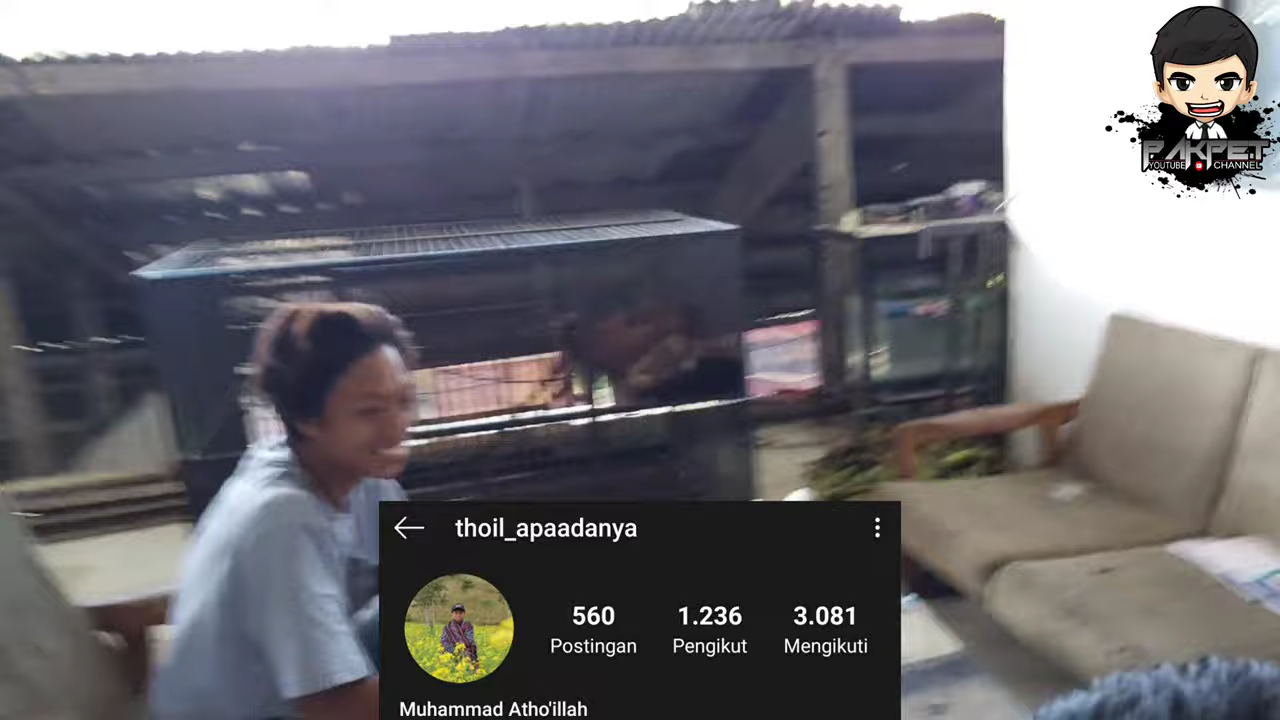 PAKPET
YOUTUBE CHANNEL
thoil_apaadanya
560
1.236
3.081
Postingan
Pengikut
Mengikuti
Muhammad Atho'illah